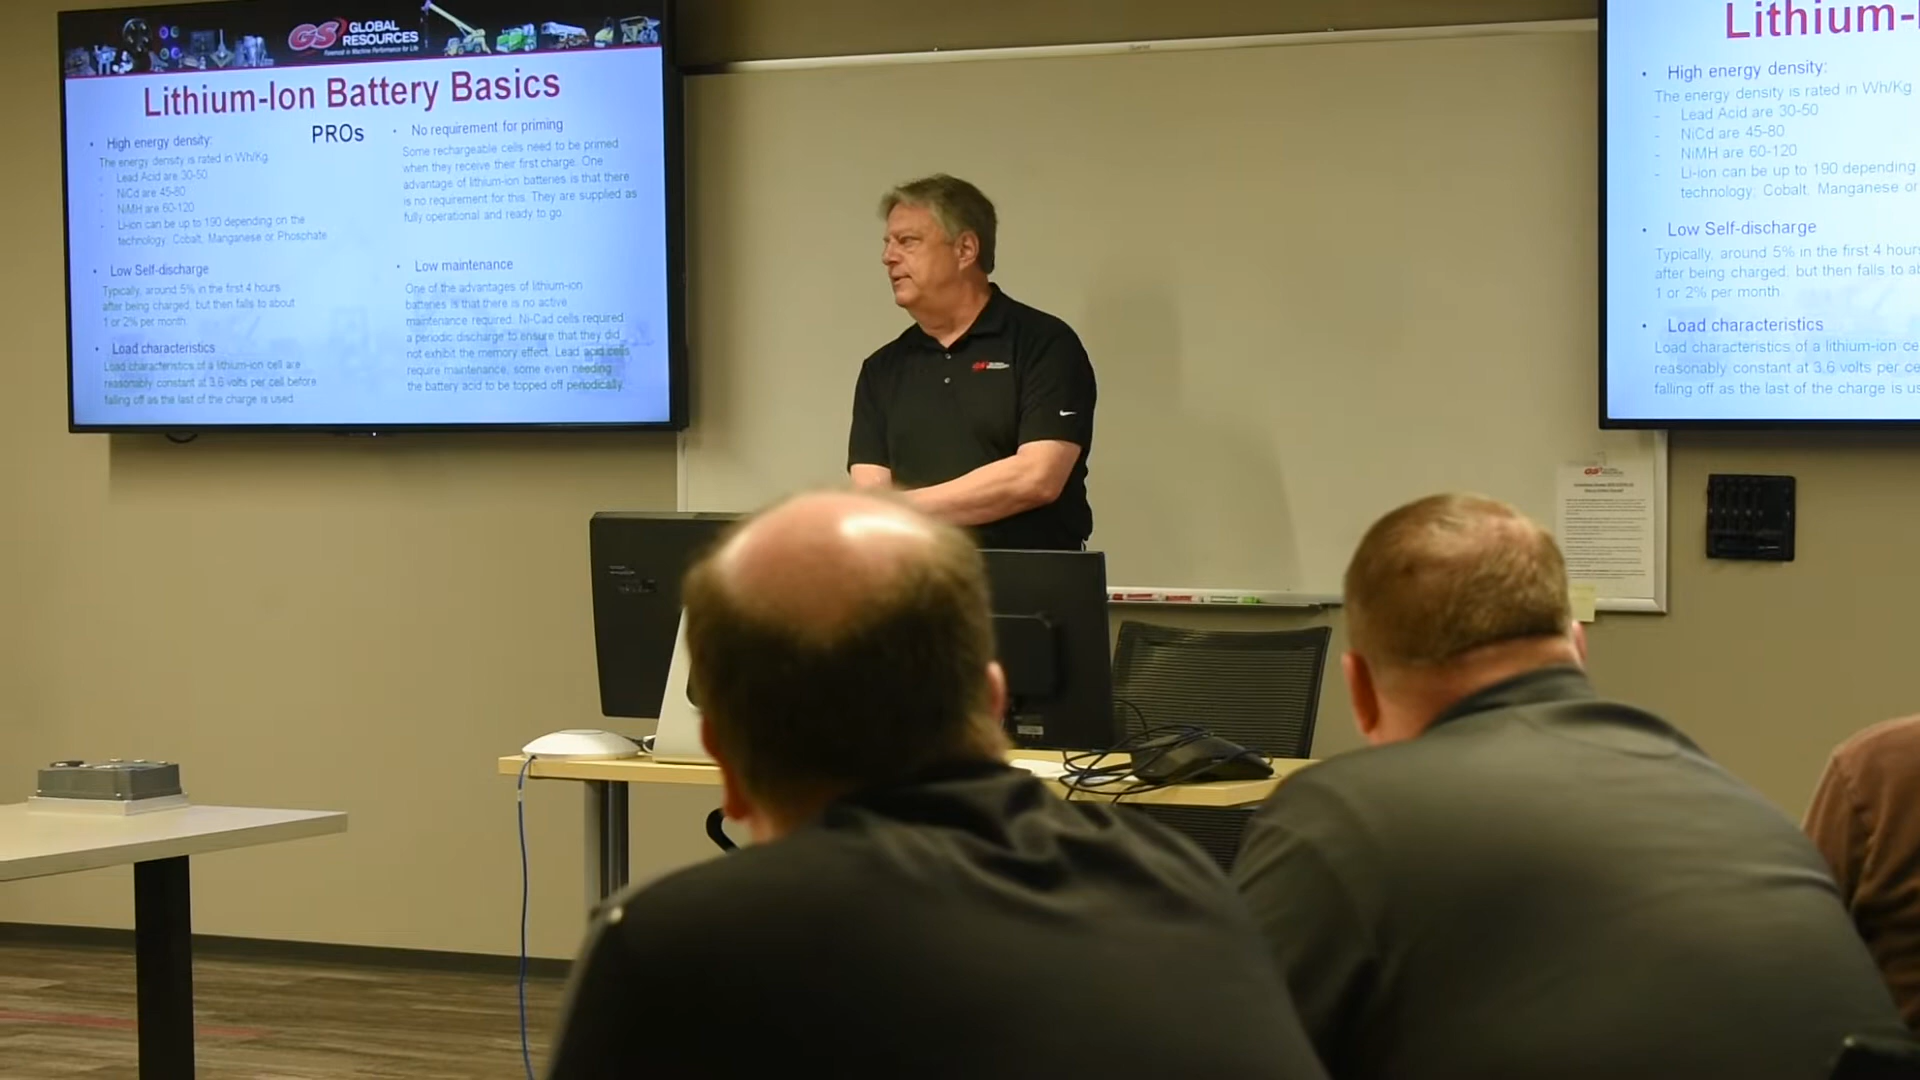 GS GLOBAL
RESOURCES
Lithium-Ion Battery Basics
PROs
• High energy density:
The energy density is rated in Wh/Kg
- Lead Acid are 30-50
- NiCd are 45-80
- NiMH are 60-120
- Li-ion can be up to 190 depending on the
technology; Cobalt, Manganese or Phosphate
• Low Self-discharge
Typically, around 5% in the first 4 hours
after being charged, but then falls to about
1 or 2% per month.
• Load characteristics
Load characteristics of a lithium-ion cell are
reasonably constant at 3.6 volts per cell before
falling off as the last of the charge is used.
• No requirement for priming
Some rechargeable cells need to be primed
when they receive their first charge. One
advantage of lithium-ion batteries is that there
is no requirement for this. They are supplied as
fully operational and ready to go
• Low maintenance
One of the advantages of lithium-ion
batteries is that there is no active
maintenance required. Ni-Cad cells required
a periodic discharge to ensure that they did
not exhibit the memory effect. Lead acid cells
require maintenance, some even needing
the battery acid to be topped off periodically.
GS
Lithium-
• High energy density:
The energy density is rated in Wh/Kg
- Lead Acid are 30-50
- NiCd are 45-80
- NiMH are 60-120
- Li-ion can be up to 190 depending
technology; Cobalt, Manganese or
• Low Self-discharge
Typically, around 5% in the first 4 hours
after being charged, but then falls to
1 or 2% per month.
• Load characteristics
Load characteristics of a lithium-ion
reasonably constant at 3.6 volts per
falling off as the last of the charge is
GS